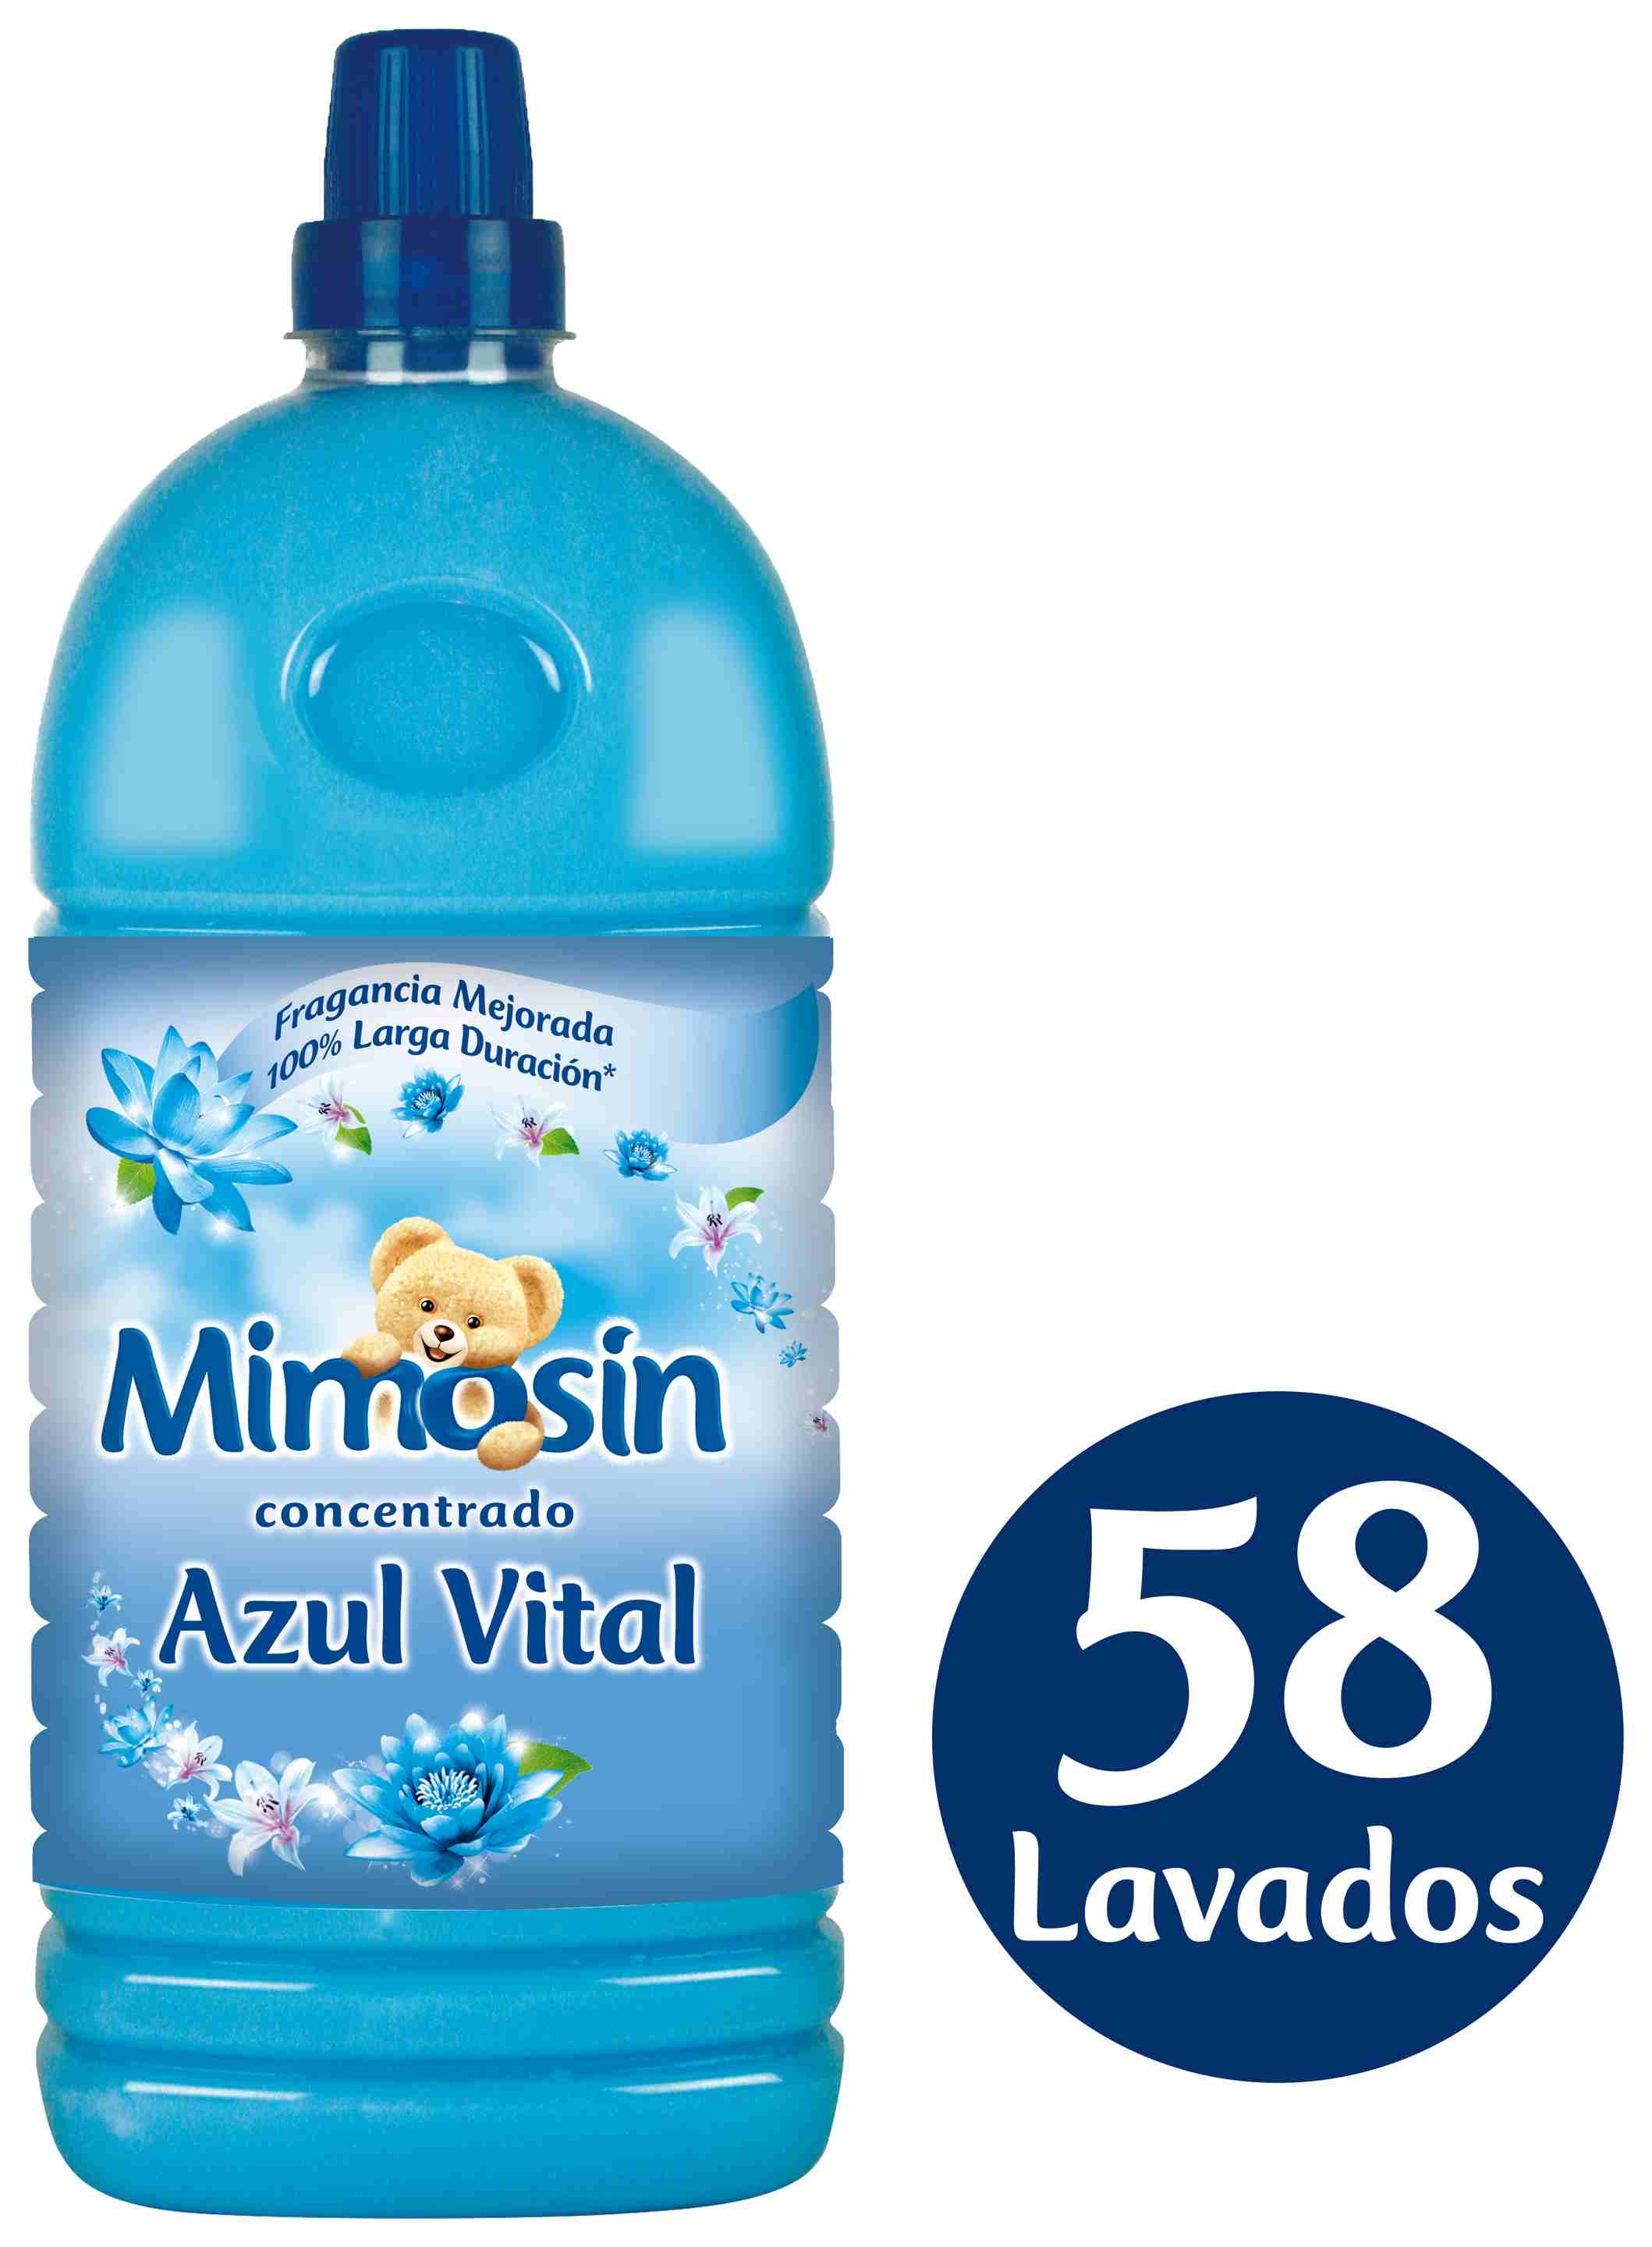 Fragancia Mejorada
100% Larga Duración*
Mimosín
concentrado
Azul Vital
58
Lavados